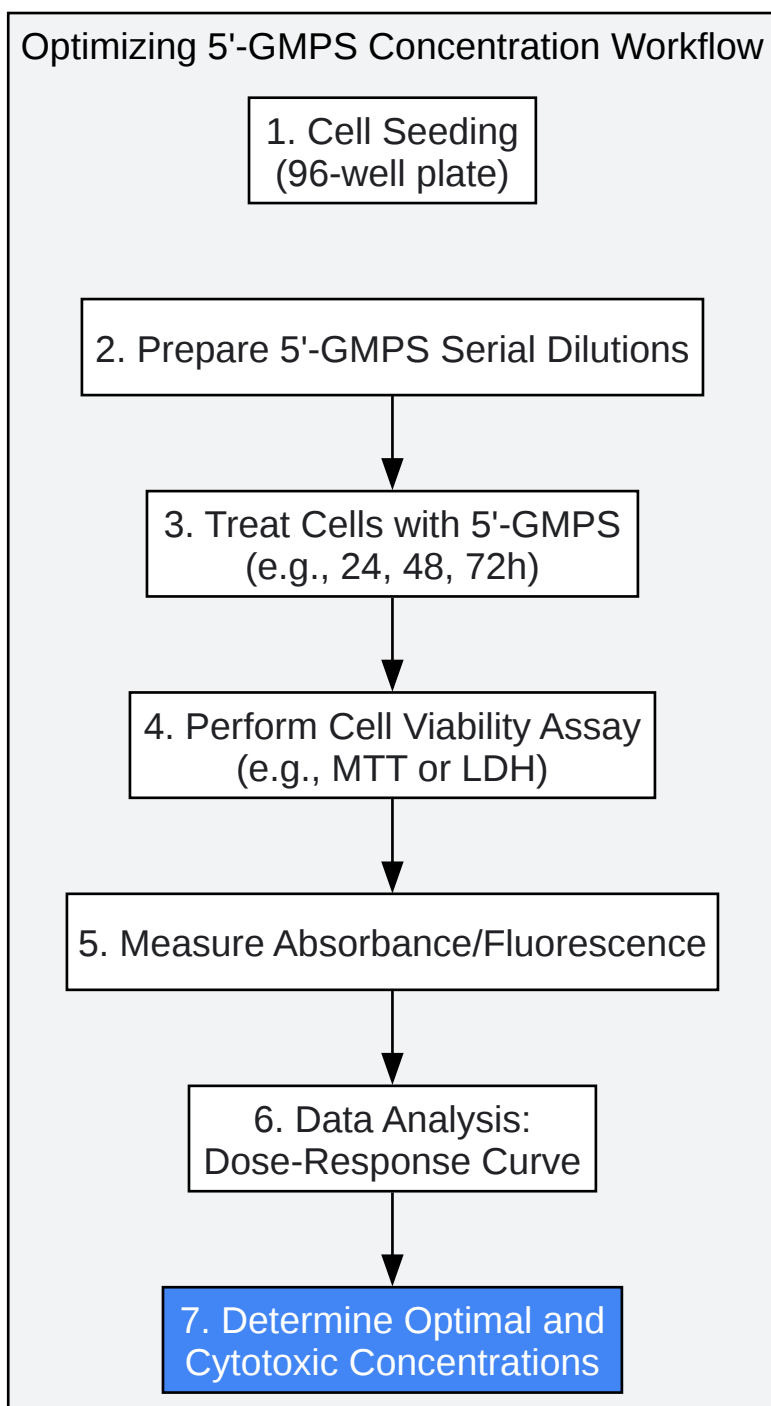 Optimizing 5'-GMPS Concentration Workflow
1. Cell Seeding
(96-well plate)
2. Prepare 5'-GMPS Serial Dilutions
3. Treat Cells with 5'-GMPS
(e.g., 24, 48, 72h)
4. Perform Cell Viability Assay
(e.g., MTT or LDH)
5. Measure Absorbance/Fluorescence
6. Data Analysis:
Dose-Response Curve
7. Determine Optimal and
Cytotoxic Concentrations